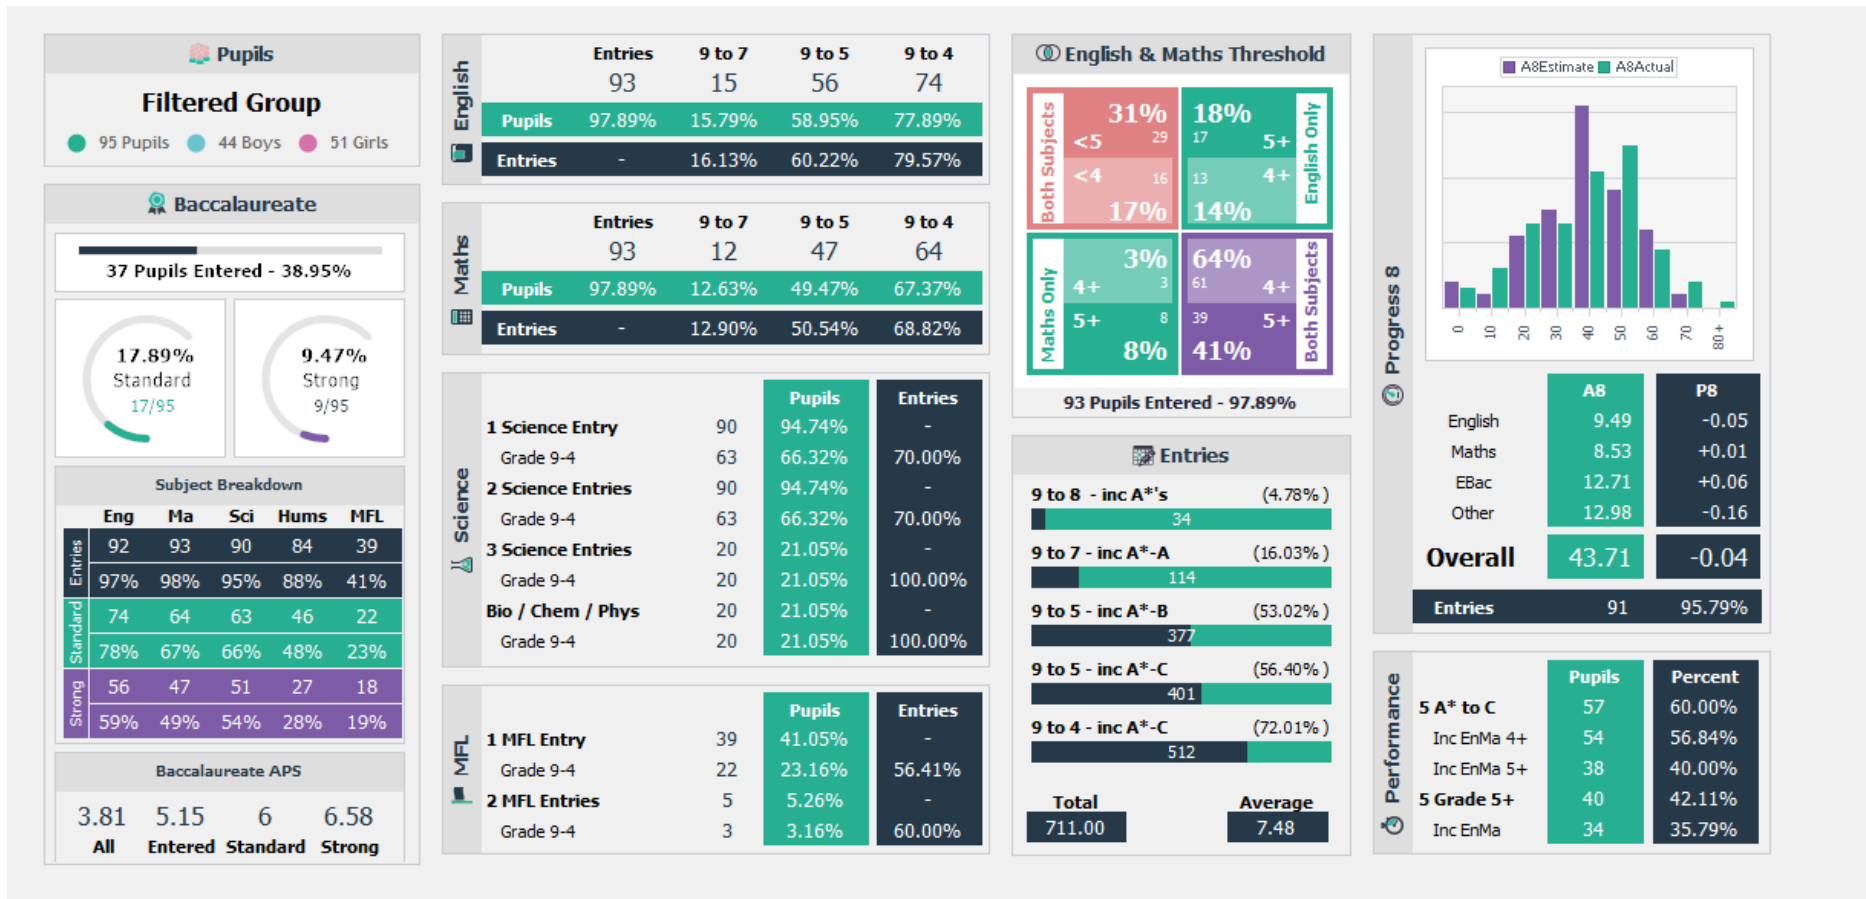 Pupils
Filtered Group
95 Pupils 44 Boys 51 Girls
Baccalaureate
37 Pupils Entered - 38.95%
17.89% 9.47%
Standard Strong
17/95 9/95
Subject Breakdown
Eng Ma Sci Hums MFL
Entries
92 93 90 84 39
97% 98% 95% 88% 41%
Standard
74 64 63 46 22
78% 67% 66% 48% 23%
Strong
56 47 51 27 18
59% 49% 54% 28% 19%
Baccalaureate APS
3.81 5.15 6 6.58
All Entered Standard Strong
English
Entries 9 to 7 9 to 5 9 to 4
93 15 56 74
Pupils 97.89% 15.79% 58.95% 77.89%
Entries - 16.13% 60.22% 79.57%
Maths
Entries 9 to 7 9 to 5 9 to 4
93 12 47 64
Pupils 97.89% 12.63% 49.47% 67.37%
Entries - 12.90% 50.54% 68.82%
Science
Pupils Entries
1 Science Entry 90 94.74% -
Grade 9-4 63 66.32% 70.00%
2 Science Entries 90 94.74% -
Grade 9-4 63 66.32% 70.00%
3 Science Entries 20 21.05% -
Grade 9-4 20 21.05% 100.00%
Bio / Chem / Phys 20 21.05% -
Grade 9-4 20 21.05% 100.00%
MFL
Pupils Entries
1 MFL Entry 39 41.05% -
Grade 9-4 22 23.16% 56.41%
2 MFL Entries 5 5.26% -
Grade 9-4 3 3.16% 60.00%
English & Maths Threshold
Both Subjects
31%
<5 29
<4 16
17%
English Only
18%
17 5+
13 4+
14%
Maths Only
3%
4+ 3
5+ 8
8%
Both Subjects
64%
61 4+
39 5+
41%
93 Pupils Entered - 97.89%
Entries
9 to 8 - inc A*'s (4.78%)
34
9 to 7 - inc A*-A (16.03%)
114
9 to 5 - inc A*-B (53.02%)
377
9 to 5 - inc A*-C (56.40%)
401
9 to 4 - inc A*-C (72.01%)
512
Total Average
711.00 7.48
Progress 8
A8Estimate A8Actual
0 10 20 30 40 50 60 70 80+
A8 P8
English 9.49 -0.05
Maths 8.53 +0.01
EBac 12.71 +0.06
Other 12.98 -0.16
Overall 43.71 -0.04
Entries 91 95.79%
Performance
Pupils Percent
5 A* to C 57 60.00%
Inc EnMa 4+ 54 56.84%
Inc EnMa 5+ 38 40.00%
5 Grade 5+ 40 42.11%
Inc EnMa 34 35.79%